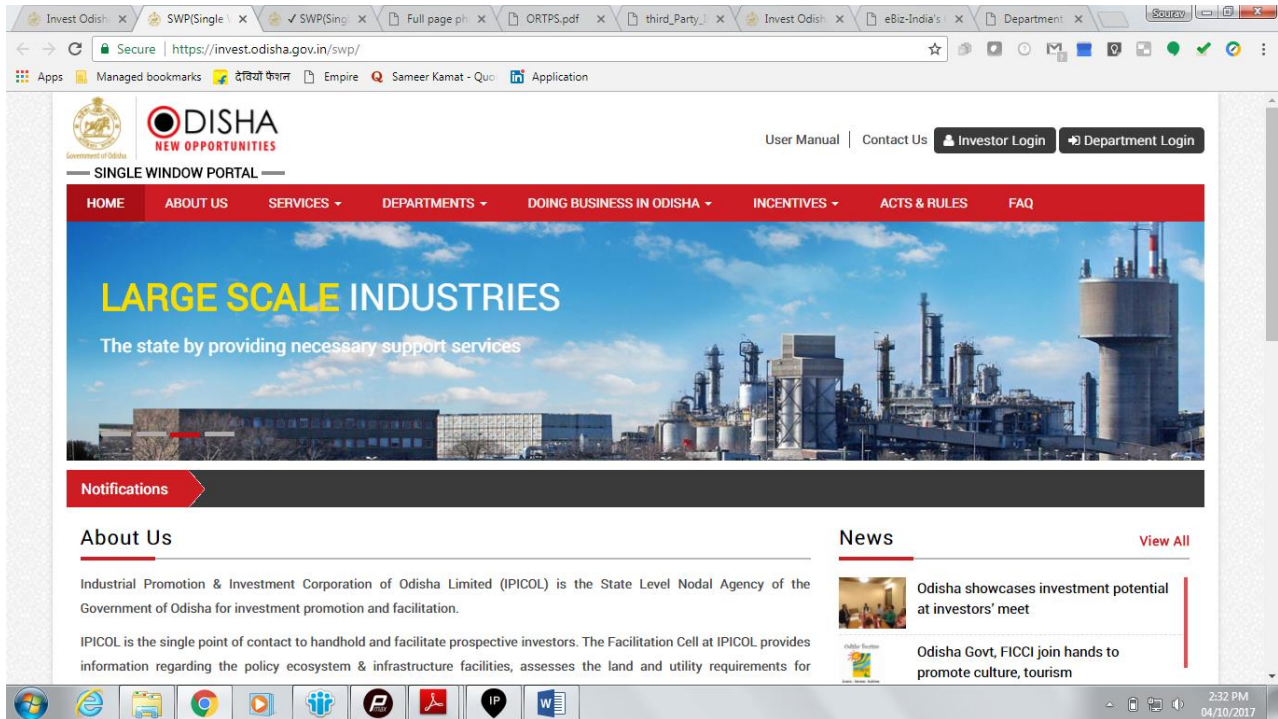 Invest Odish
SWP(Single
✓ SWP(Sing
Full page ph
ORTPS.pdf
third_Party_
Invest Odish
eBiz-India's
Department
Sourav
Secure | https://invest.odisha.gov.in/swp/
Apps Managed bookmarks देवियों फैशन Empire Sameer Kamat - Quo Application
Government of Odisha
ODISHA
NEW OPPORTUNITIES
SINGLE WINDOW PORTAL
User Manual | Contact Us Investor Login Department Login
HOME ABOUT US SERVICES DEPARTMENTS DOING BUSINESS IN ODISHA INCENTIVES ACTS & RULES FAQ
LARGE SCALE INDUSTRIES
The state by providing necessary support services
Notifications
About Us
Industrial Promotion & Investment Corporation of Odisha Limited (IPICOL) is the State Level Nodal Agency of the
Government of Odisha for investment promotion and facilitation.
IPICOL is the single point of contact to handhold and facilitate prospective investors. The Facilitation Cell at IPICOL provides
information regarding the policy ecosystem & infrastructure facilities, assesses the land and utility requirements for
News View All
Odisha showcases investment potential
at investors' meet
Odisha Govt, FICCI join hands to
promote culture, tourism
IP
2:32 PM
04/10/2017